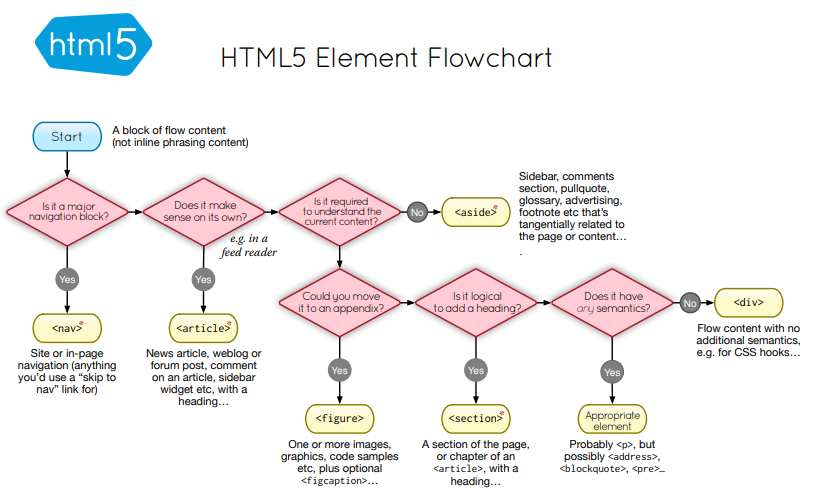 html5
HTML5 Element Flowchart
Start
A block of flow content
(not inline phrasing content)
Is it a major
navigation block?
Does it make
sense on its own?
e.g. in a
feed reader
Is it required
to understand the
current content?
No
<aside>*
Sidebar, comments
section, pullquote,
glossary, advertising,
footnote etc that's
tangentially related to
the page or content…
.
Yes
Yes
Could you move
it to an appendix?
Is it logical
to add a heading?
Does it have
any semantics?
No
<div>
Flow content with no
additional semantics,
e.g. for CSS hooks…
<nav>*
Site or in-page
navigation (anything
you'd use a “skip to
nav” link for)
<article>*
News article, weblog or
forum post, comment
on an article, sidebar
widget etc, with a
heading…
Yes
Yes
Yes
<figure>
One or more images,
graphics, code samples
etc, plus optional
<figcaption>…
<section>*
A section of the page,
or chapter of an
<article>, with a
heading…
Appropriate
element
Probably <p>, but
possibly <address>,
<blockquote>, <pre>…